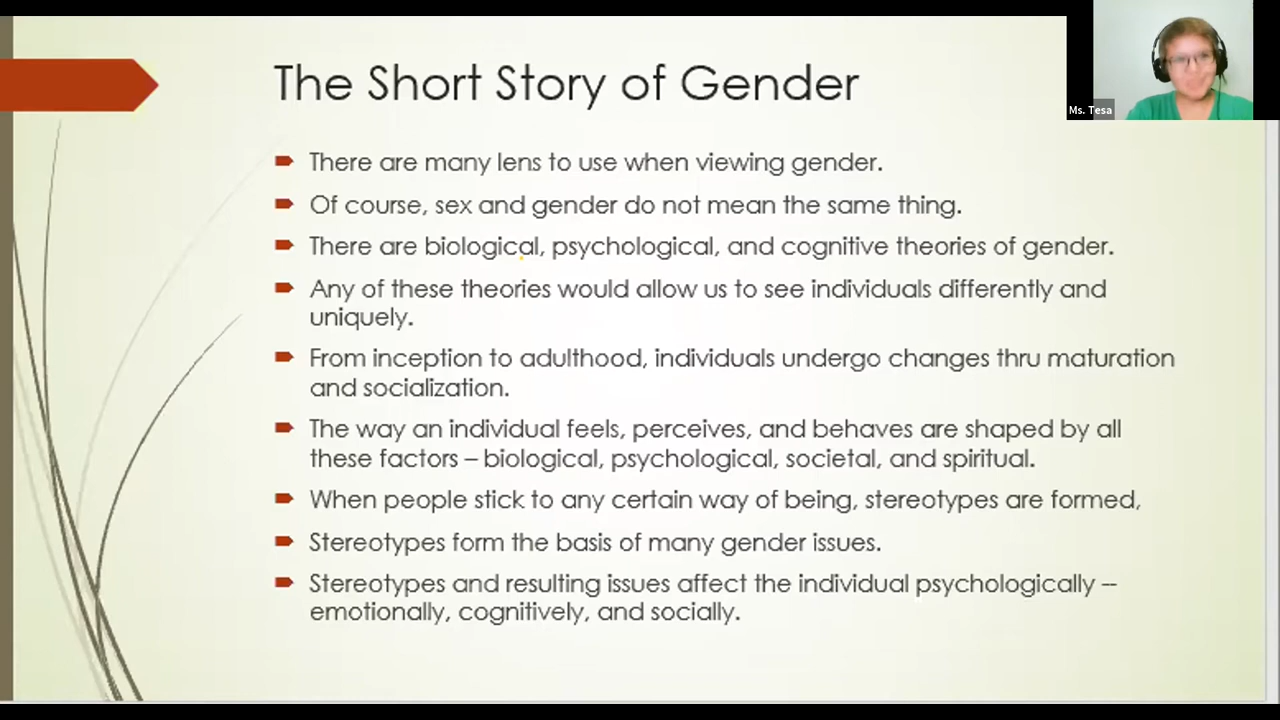 The Short Story of Gender
Ms. Tesa
There are many lens to use when viewing gender.
Of course, sex and gender do not mean the same thing.
There are biological, psychological, and cognitive theories of gender.
Any of these theories would allow us to see individuals differently and
uniquely.
From inception to adulthood, individuals undergo changes thru maturation
and socialization.
The way an individual feels, perceives, and behaves are shaped by all
these factors – biological, psychological, societal, and spiritual.
When people stick to any certain way of being, stereotypes are formed,
Stereotypes form the basis of many gender issues.
Stereotypes and resulting issues affect the individual psychologically --
emotionally, cognitively, and socially.